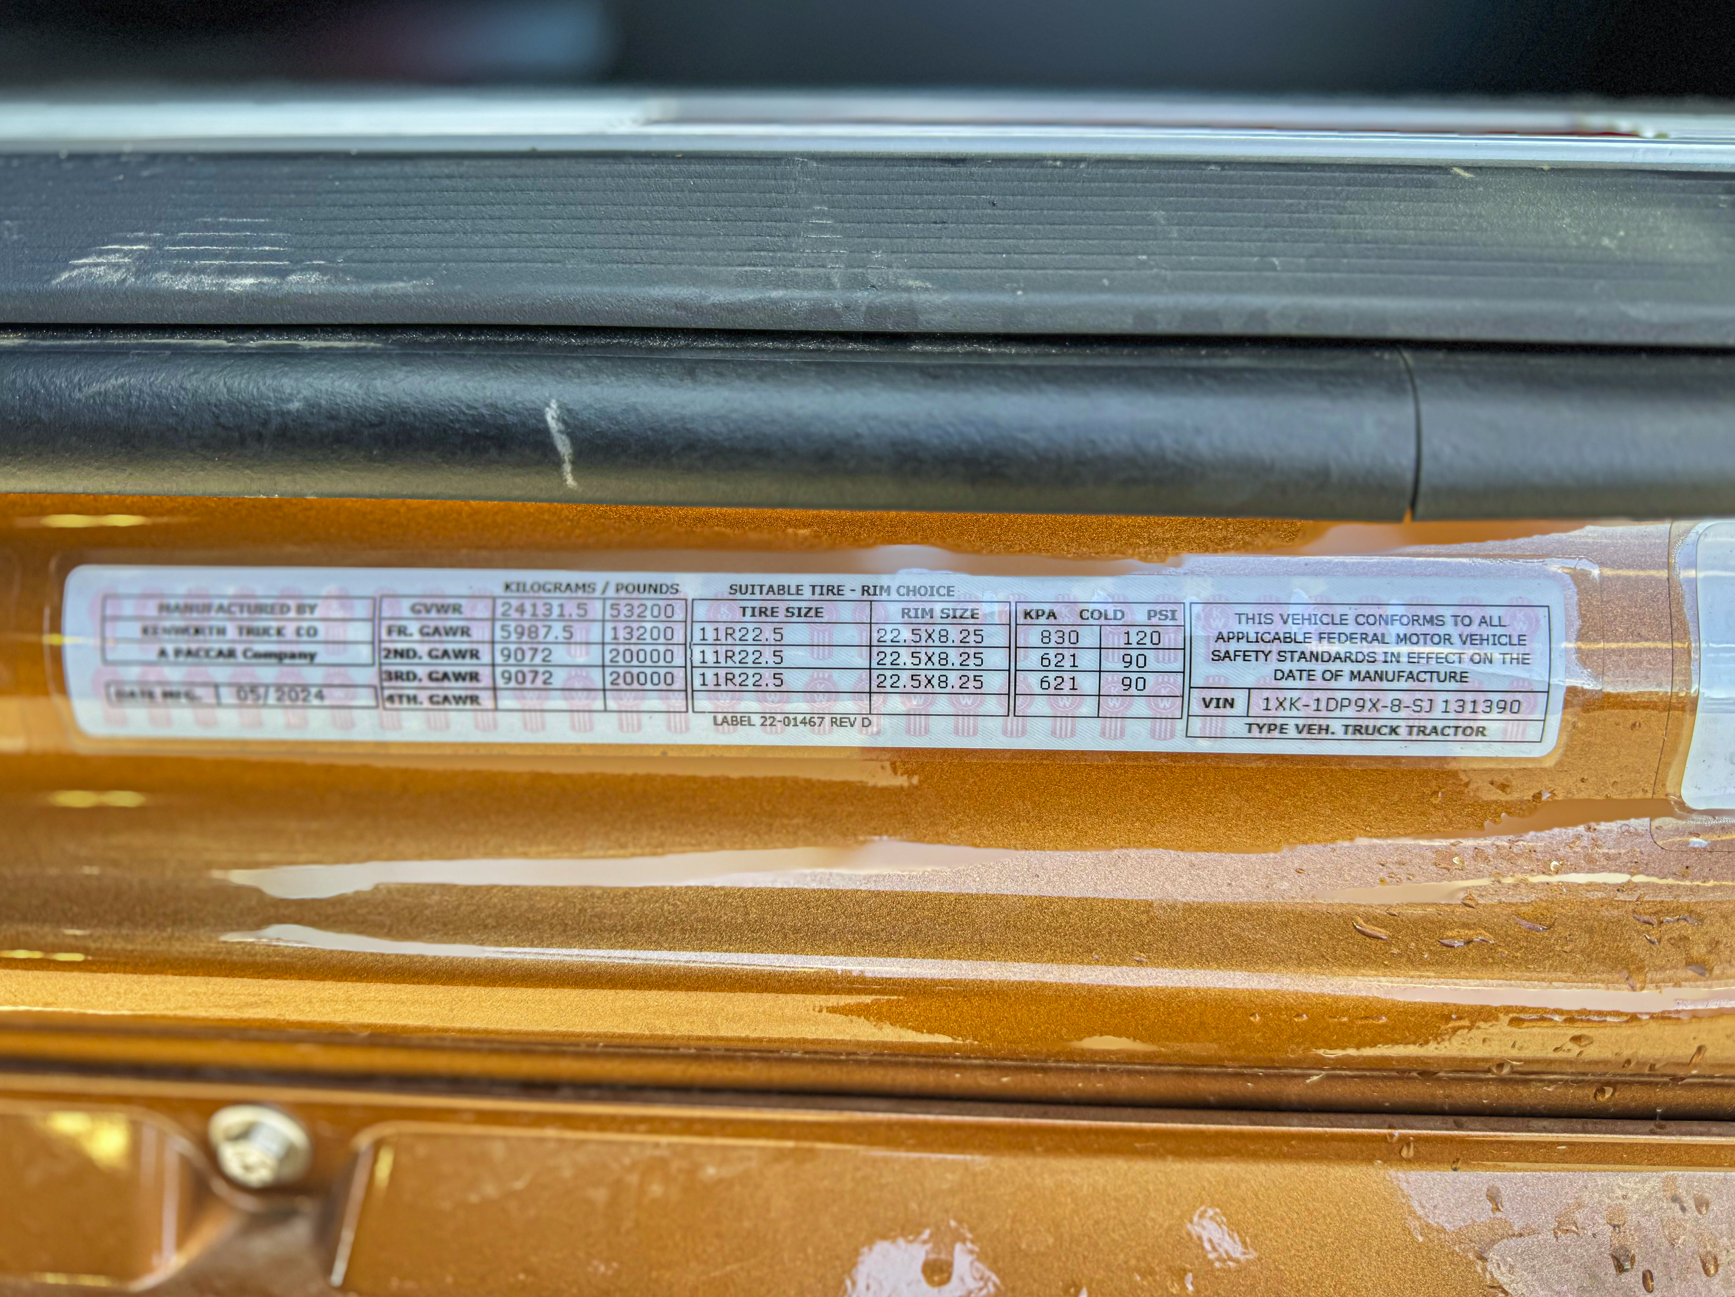 MANUFACTURED BY
KENWORTH TRUCK CO
A PACCAR Company
DATE MFG. 05/2024
KILOGRAMS / POUNDS
GVWR 24131.5 53200
FR. GAWR 5987.5 13200
2ND. GAWR 9072 20000
3RD. GAWR 9072 20000
4TH. GAWR
SUITABLE TIRE - RIM CHOICE
TIRE SIZE RIM SIZE KPA COLD PSI
11R22.5 22.5X8.25 830 120
11R22.5 22.5X8.25 621 90
11R22.5 22.5X8.25 621 90
LABEL 22-01467 REV D
THIS VEHICLE CONFORMS TO ALL
APPLICABLE FEDERAL MOTOR VEHICLE
SAFETY STANDARDS IN EFFECT ON THE
DATE OF MANUFACTURE
VIN 1XK-1DP9X-8-SJ 131390
TYPE VEH. TRUCK TRACTOR